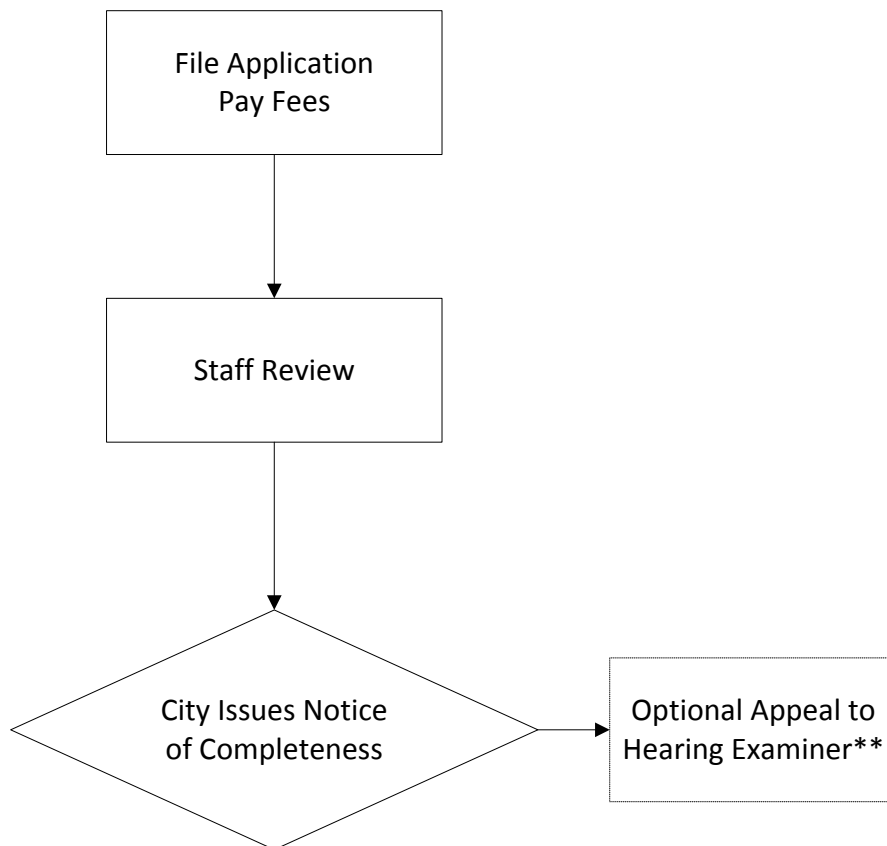 File Application
Pay Fees
Staff Review
City Issues Notice
of Completeness
Optional Appeal to
Hearing Examiner**